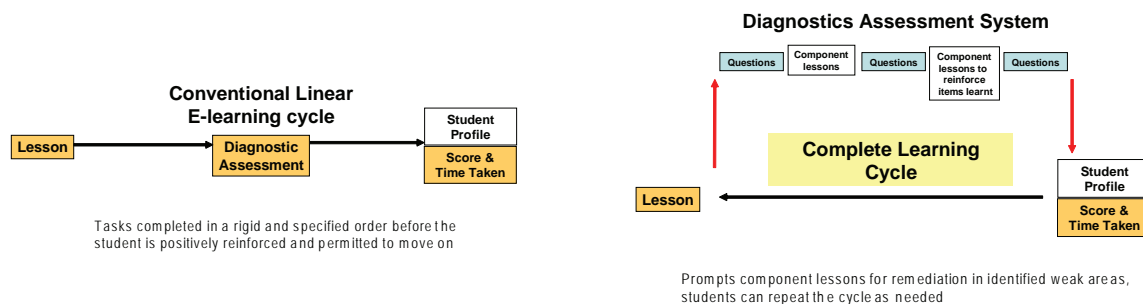 Conventional Linear
E-learning cycle
Lesson
Diagnostic
Assessment
Student
Profile
Score &
Time Taken
Tasks completed in a rigid and specified order before the
student is positively reinforced and permitted to move on
Diagnostics Assessment System
Questions
Component
lessons
Questions
Component
lessons to
reinforce
items learnt
Questions
Complete Learning
Cycle
Lesson
Student
Profile
Score &
Time Taken
Prompts component lessons for remediation in identified weak areas,
students can repeat the cycle as needed